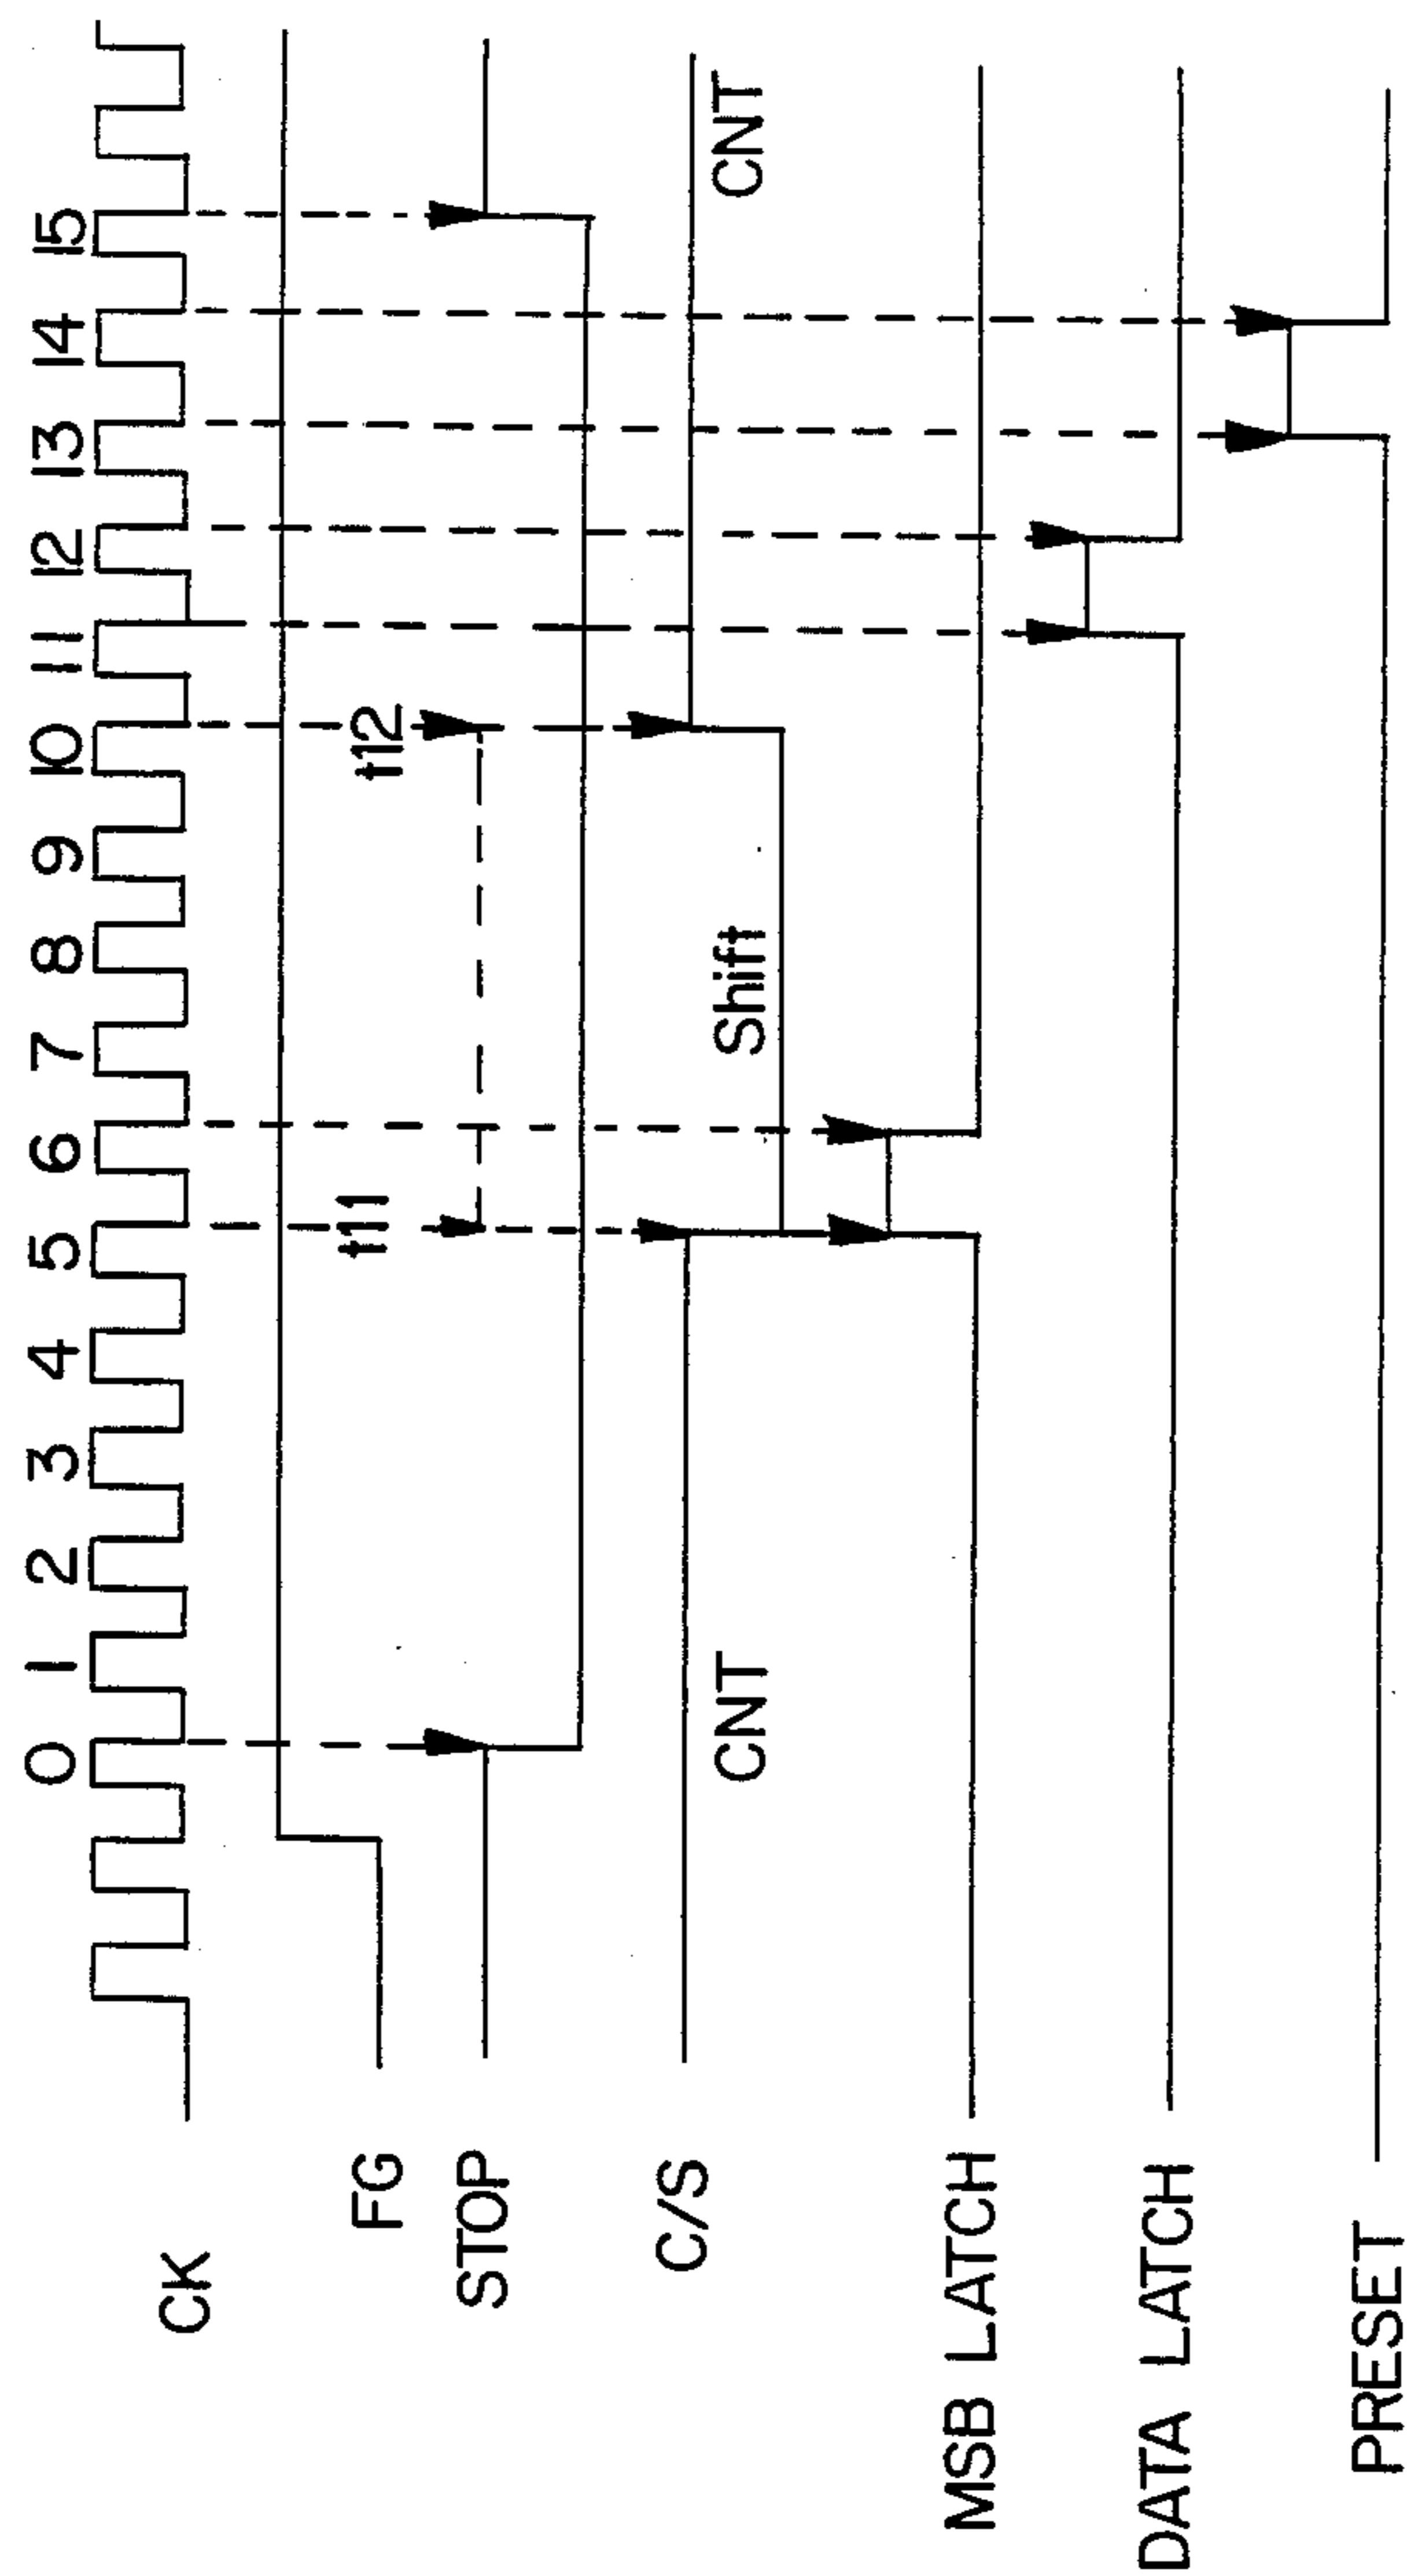 0 1 2 3 4 5 6 7 8 9 10 11 12 13 14 15
CK
FG
t11 t12
STOP
C/S
CNT Shift CNT
MSB LATCH
DATA LATCH
PRESET